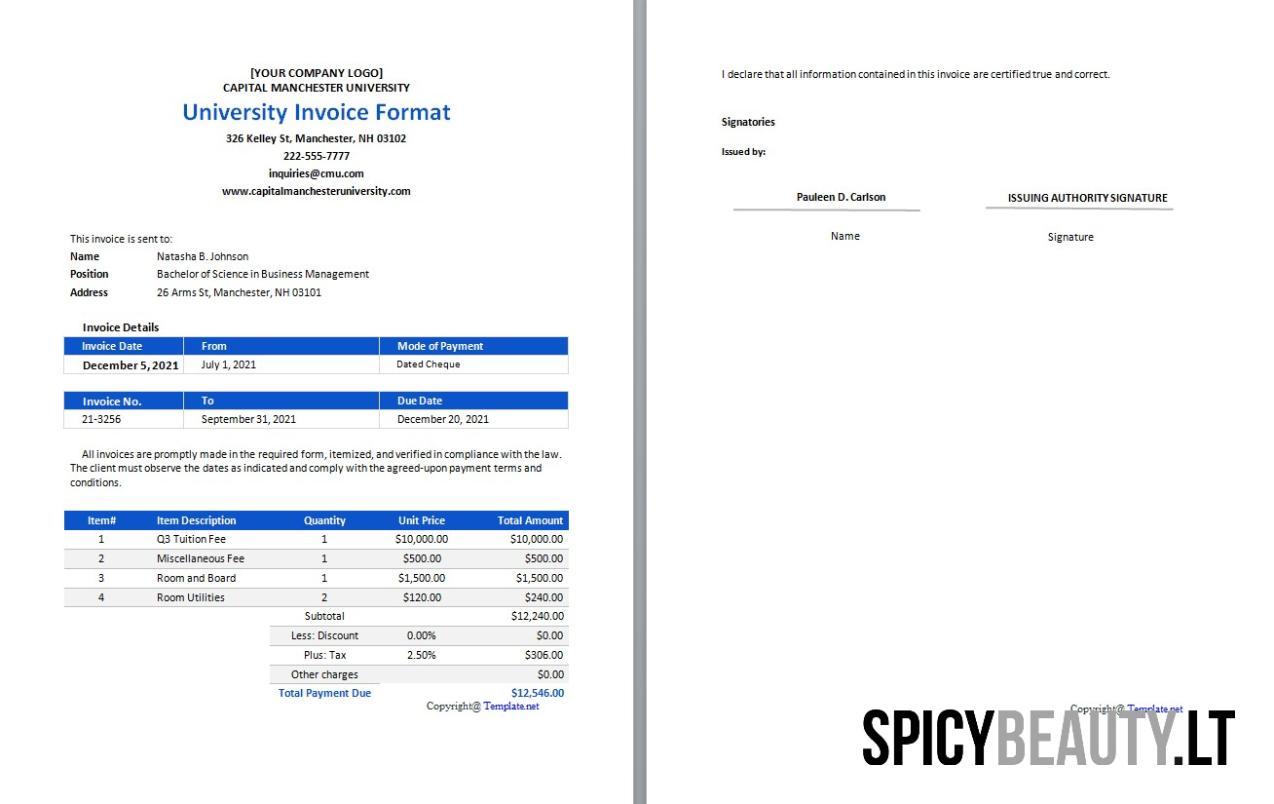 [YOUR COMPANY LOGO]
CAPITAL MANCHESTER UNIVERSITY
University Invoice Format
326 Kelley St, Manchester, NH 03102
222-555-7777
inquiries@cmu.com
www.capitalmanchesteruniversity.com
This invoice is sent to:
Name Natasha B. Johnson
Position Bachelor of Science in Business Management
Address 26 Arms St, Manchester, NH 03101
Invoice Details
Invoice Date From Mode of Payment
December 5, 2021 July 1, 2021 Dated Cheque
Invoice No. To Due Date
21-3256 September 31, 2021 December 20, 2021
All invoices are promptly made in the required form, itemized, and verified in compliance with the law.
The client must observe the dates as indicated and comply with the agreed-upon payment terms and
conditions.
Item# Item Description Quantity Unit Price Total Amount
1 Q3 Tuition Fee 1 $10,000.00 $10,000.00
2 Miscellaneous Fee 1 $500.00 $500.00
3 Room and Board 1 $1,500.00 $1,500.00
4 Room Utilities 2 $120.00 $240.00
Subtotal $12,240.00
Less: Discount 0.00% $0.00
Plus: Tax 2.50% $306.00
Other charges $0.00
Total Payment Due $12,546.00
Copyright@ Template.net
I declare that all information contained in this invoice are certified true and correct.
Signatories
Issued by:
Pauleen D. Carlson ISSUING AUTHORITY SIGNATURE
Name Signature
Copyright@ Template.net
SPICYBEAUTY.LT